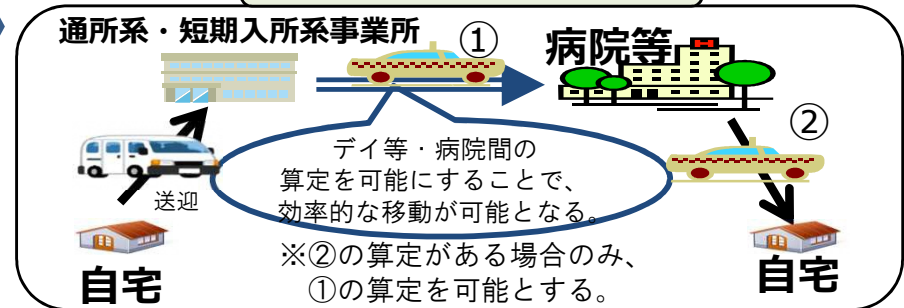 通所系・短期入所系事業所
①
病院等
H
②
デイ等・病院間の
算定を可能にすることで、
効率的な移動が可能となる。
送迎
※②の算定がある場合のみ、
①の算定を可能とする。
自宅
自宅